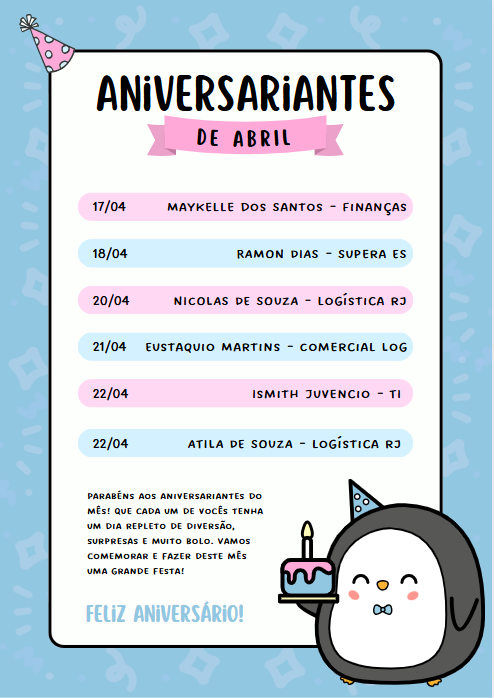 ANIVERSARIANTES
DE ABRIL
17/04 MAYKELLE DOS SANTOS - FINANÇAS
18/04 RAMON DIAS - SUPERA ES
20/04 NICOLAS DE SOUZA - LOGÍSTICA RJ
21/04 EUSTAQUIO MARTINS - COMERCIAL LOG
22/04 ISMITH JUVENCIO - TI
22/04 ATILA DE SOUZA - LOGÍSTICA RJ
PARABÉNS AOS ANIVERSARIANTES DO
MÊS! QUE CADA UM DE VOCÊS TENHA
UM DIA REPLETO DE DIVERSÃO,
SURPRESAS E MUITO BOLO. VAMOS
COMEMORAR E FAZER DESTE MÊS
UMA GRANDE FESTA!
FELIZ ANIVERSÁRIO!